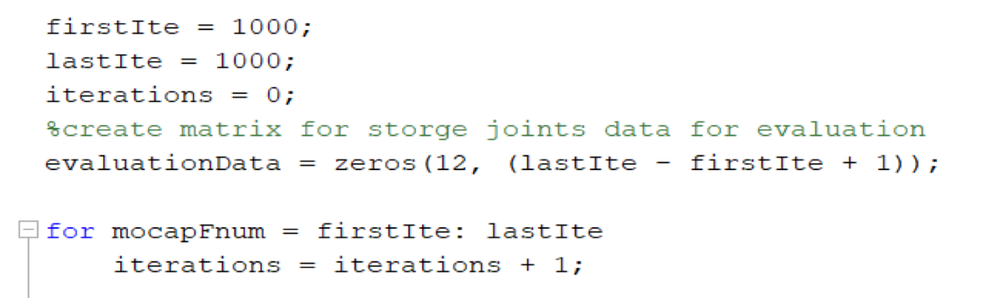 firstIte = 1000;
lastIte = 1000;
iterations = 0;
%create matrix for storge joints data for evaluation
evaluationData = zeros(12, (lastIte - firstIte + 1));
for mocapFnum = firstIte: lastIte
iterations = iterations + 1;